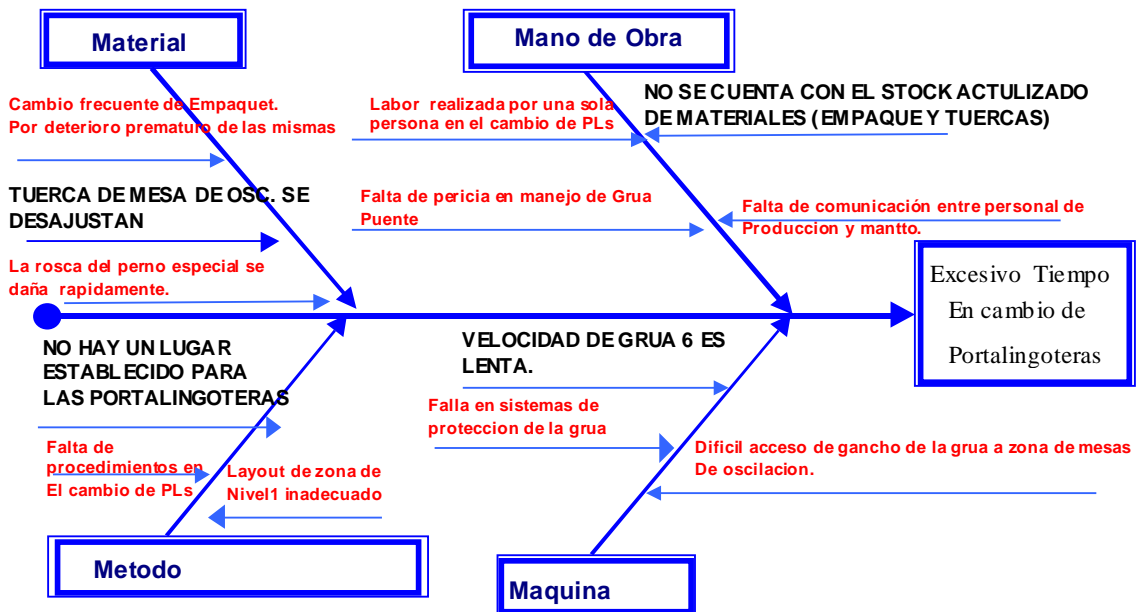 Material
Mano de Obra
Cambio frecuente de Empaquet.
Por deterioro prematuro de las mismas
Labor realizada por una sola
persona en el cambio de PLs
NO SE CUENTA CON EL STOCK ACTULIZADO
DE MATERIALES (EMPAQUE Y TUERCAS)
TUERCA DE MESA DE OSC. SE
DESAJUSTAN
Falta de pericia en manejo de Grua
Puente
Falta de comunicación entre personal de
Produccion y mantto.
La rosca del perno especial se
daña rapidamente.
Excesivo Tiempo
En cambio de
Portalingoteras
NO HAY UN LUGAR
ESTABLECIDO PARA
LAS PORTALINGOTERAS
VELOCIDAD DE GRUA 6 ES
LENTA.
Falla en sistemas de
proteccion de la grua
Falta de
procedimientos en
El cambio de PLs
Layout de zona de
Nivel1 inadecuado
Dificil acceso de gancho de la grua a zona de mesas
De oscilacion.
Metodo
Maquina